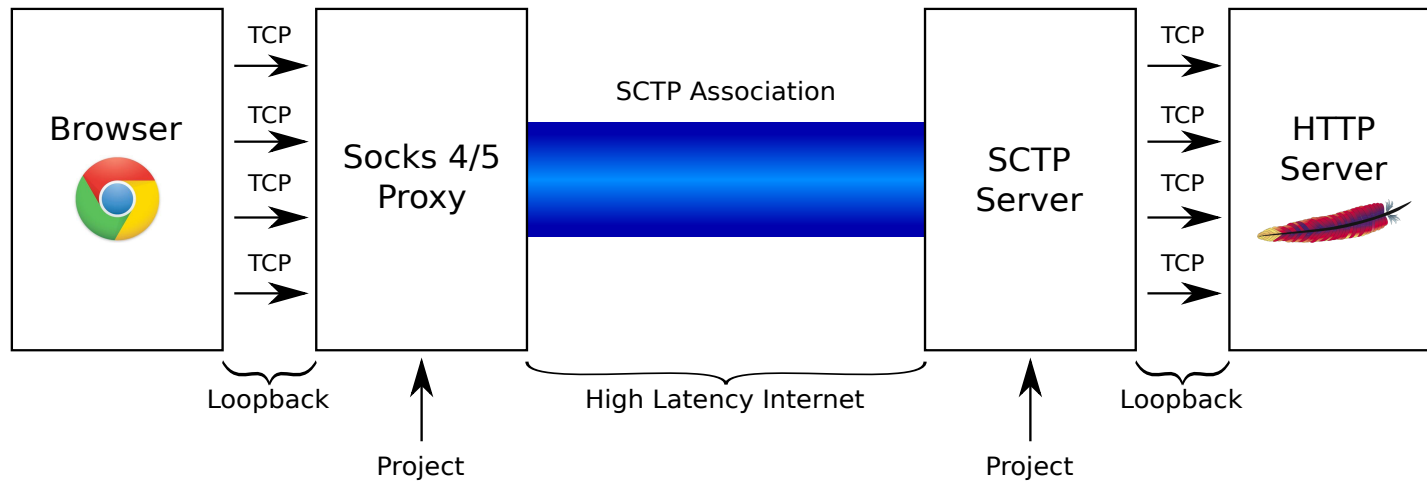 TCP
TCP
TCP
TCP
Browser
Socks 4/5
Proxy
SCTP Association
SCTP
Server
TCP
TCP
TCP
TCP
HTTP
Server
Loopback
High Latency Internet
Loopback
Project
Project